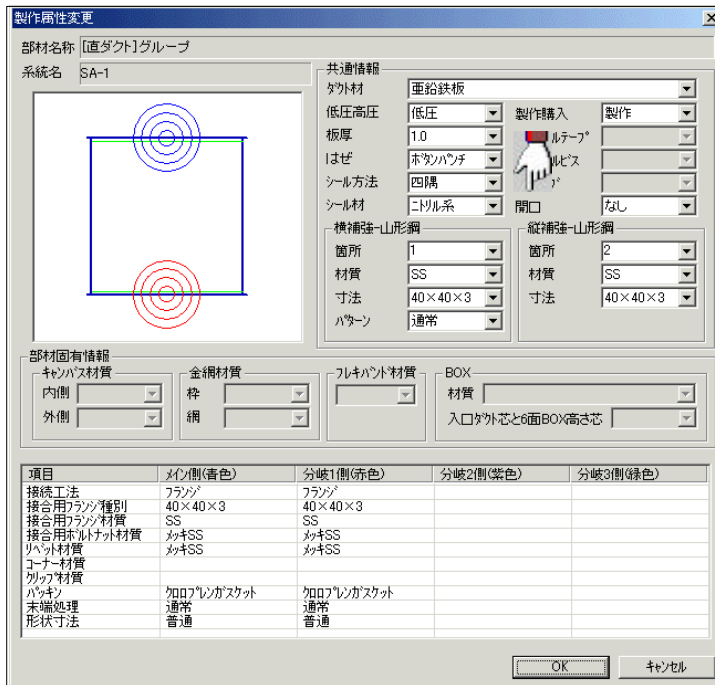 製作属性変更
部材名称 [直ダクト]グループ
系統名 SA-1
共通情報
ダクト材 亜鉛鉄板
低圧高圧 低圧 製作購入 製作
板厚 1.0 ルテープ
はぜ ボタンパンチ ルビス
シール方法 四隅
シール材 ニトリル系 開口 なし
横補強-山形鋼 縦補強-山形鋼
箇所 1 箇所 2
材質 SS 材質 SS
寸法 40×40×3 寸法 40×40×3
パターン 通常
部材固有情報
キャンバス材質 金網材質 フレキバンド材質 BOX
内側 枠 材質
外側 網 入口ダクト芯と6面BOX高さ芯
項目 メイン側(青色) 分岐1側(赤色) 分岐2側(紫色) 分岐3側(緑色)
接続工法 フランジ フランジ
接合用フランジ種別 40×40×3 40×40×3
接合用フランジ材質 SS SS
接合用ボルトナット材質 メッキSS メッキSS
リベット材質 メッキSS メッキSS
コーナー材質
クリップ材質
パッキン クロロプレンガスケット クロロプレンガスケット
末端処理 通常 通常
形状寸法 普通 普通
OK キャンセル